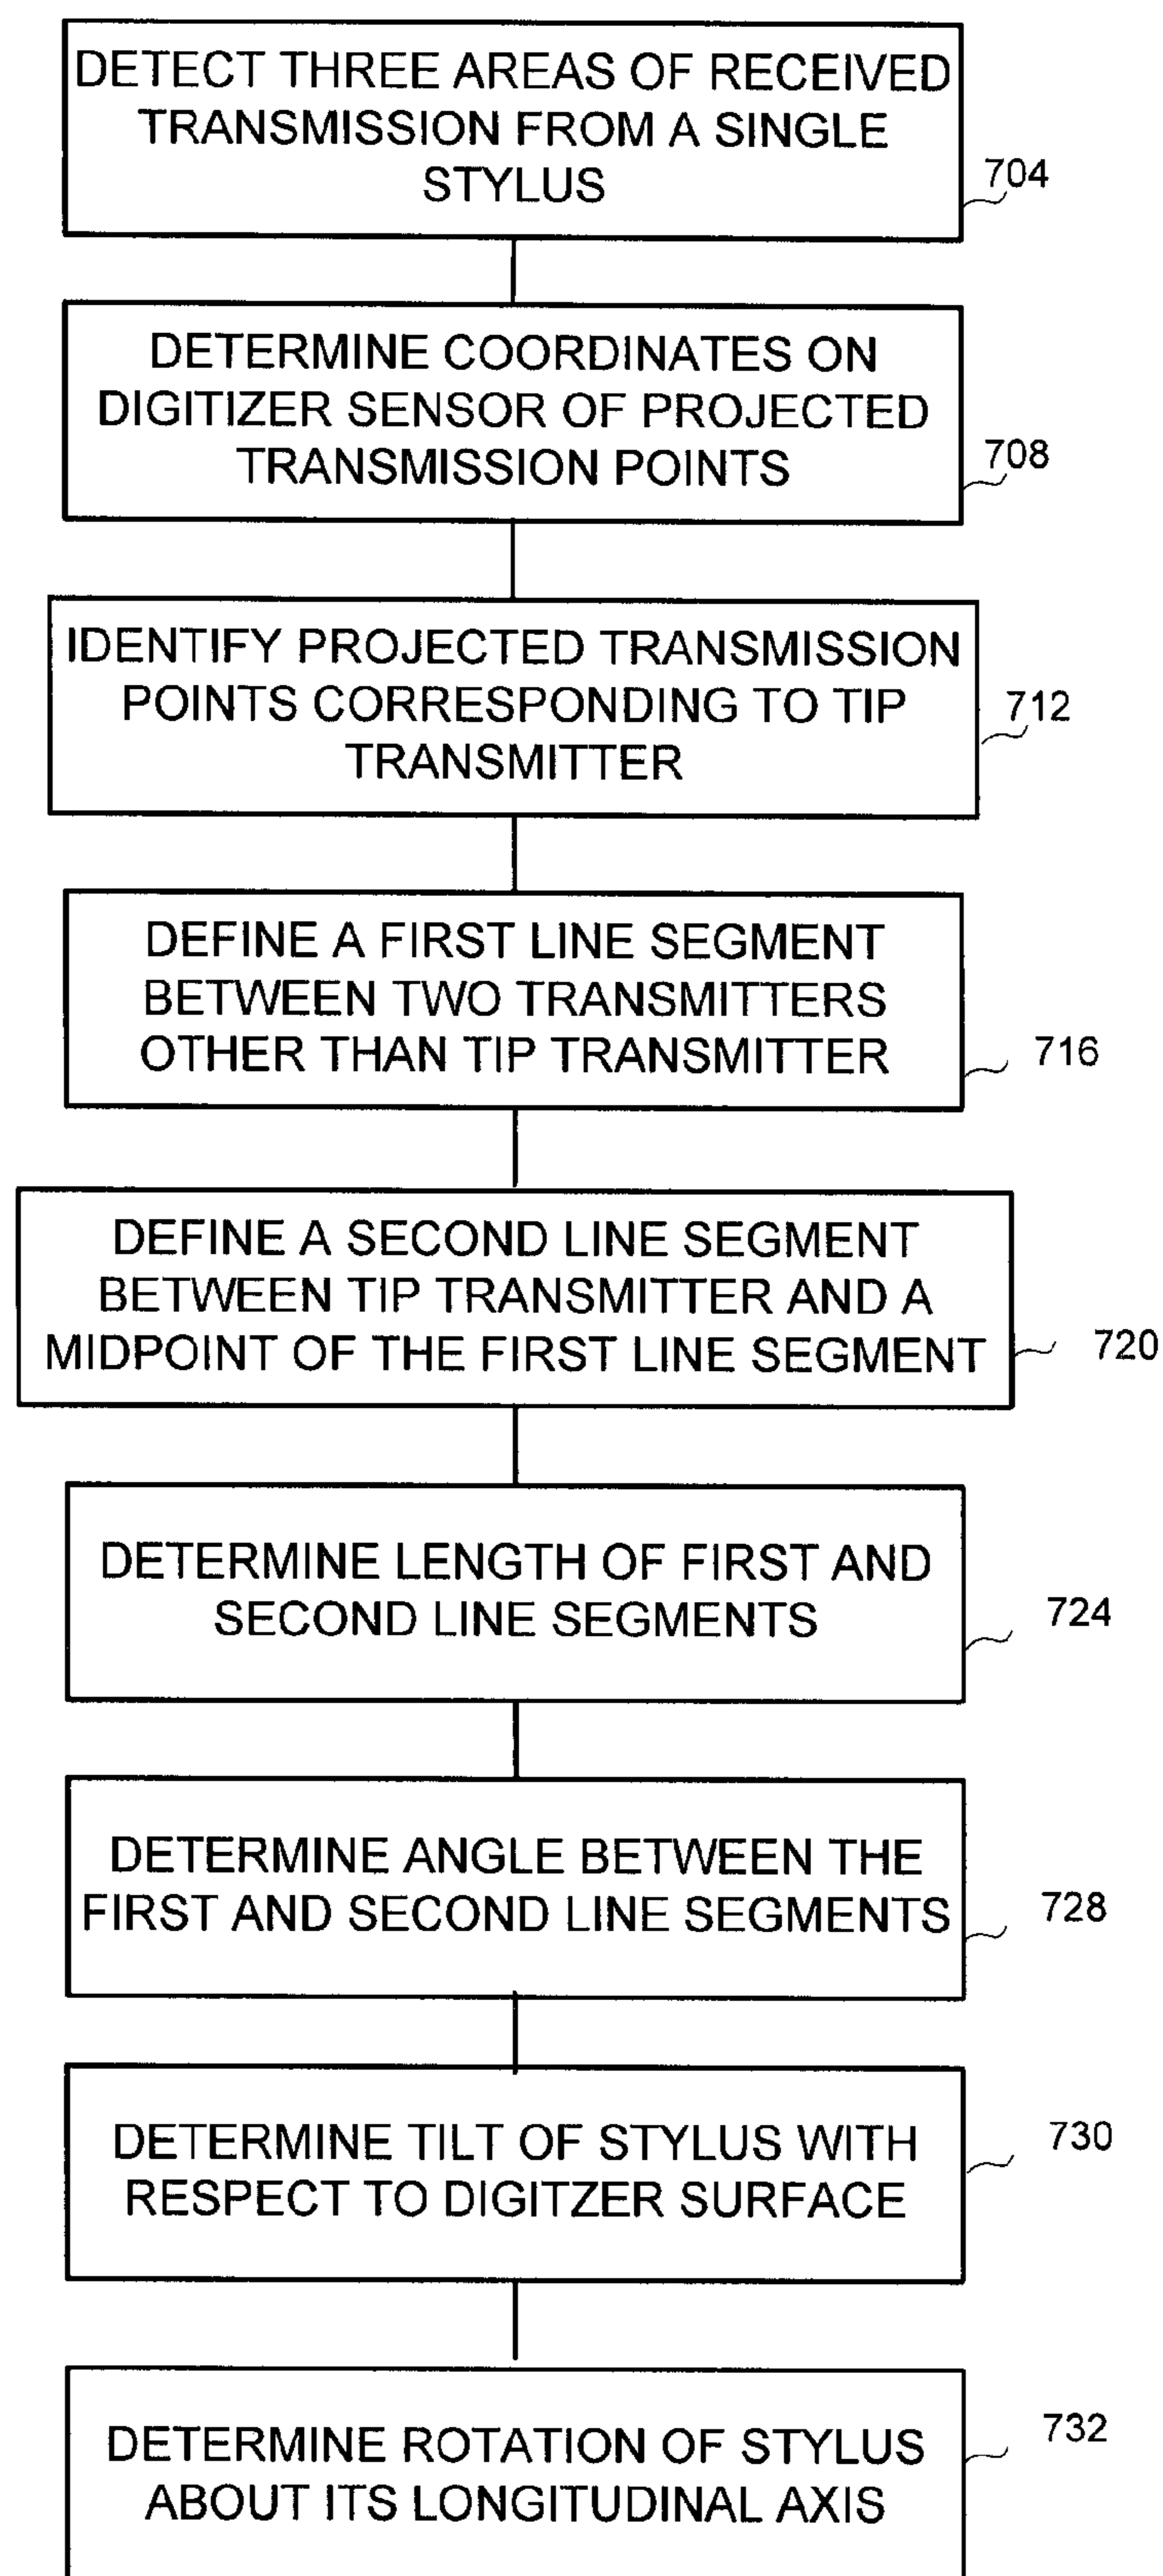 DETECT THREE AREAS OF RECEIVED
TRANSMISSION FROM A SINGLE
STYLUS
704
DETERMINE COORDINATES ON
DIGITIZER SENSOR OF PROJECTED
TRANSMISSION POINTS
708
IDENTIFY PROJECTED TRANSMISSION
POINTS CORRESPONDING TO TIP
TRANSMITTER
712
DEFINE A FIRST LINE SEGMENT
BETWEEN TWO TRANSMITTERS
OTHER THAN TIP TRANSMITTER
716
DEFINE A SECOND LINE SEGMENT
BETWEEN TIP TRANSMITTER AND A
MIDPOINT OF THE FIRST LINE SEGMENT
720
DETERMINE LENGTH OF FIRST AND
SECOND LINE SEGMENTS
724
DETERMINE ANGLE BETWEEN THE
FIRST AND SECOND LINE SEGMENTS
728
DETERMINE TILT OF STYLUS WITH
RESPECT TO DIGITZER SURFACE
730
DETERMINE ROTATION OF STYLUS
ABOUT ITS LONGITUDINAL AXIS
732